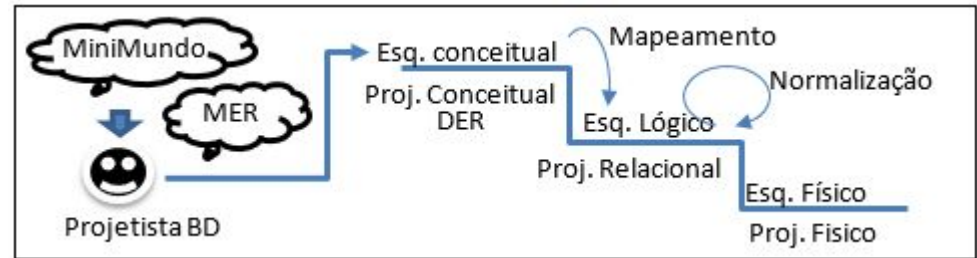 MiniMundo
MER
Projetista BD
Esq. conceitual
Proj. Conceitual
DER
Mapeamento
Normalização
Esq. Lógico
Proj. Relacional
Esq. Físico
Proj. Fisico